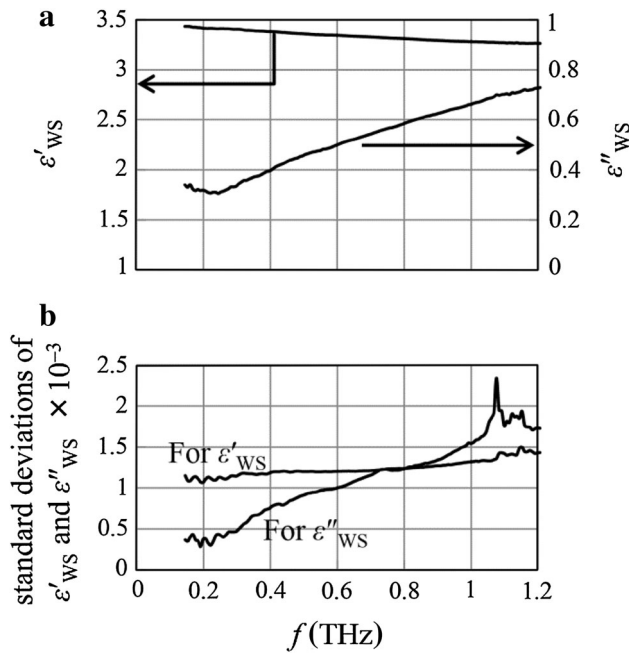 a
3.5
3
2.5
2
1.5
1
ε′WS
1
0.8
0.6
0.4
0.2
0
ε″WS
b
standard deviations of
ε′WS and ε″WS × 10⁻³
2.5
2
1.5
1
0.5
0
For ε′WS
For ε″WS
0 0.2 0.4 0.6 0.8 1 1.2
f (THz)